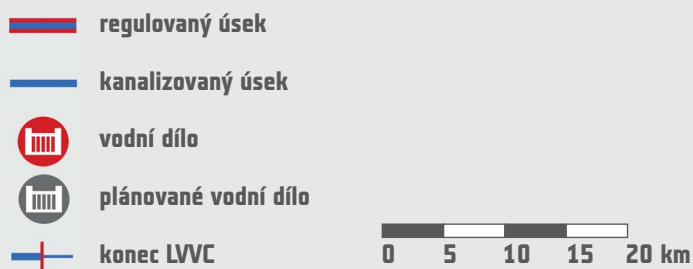 regulovaný úsek
kanalizovaný úsek
vodní dílo
plánované vodní dílo
konec LVVC
0 5 10 15 20 km